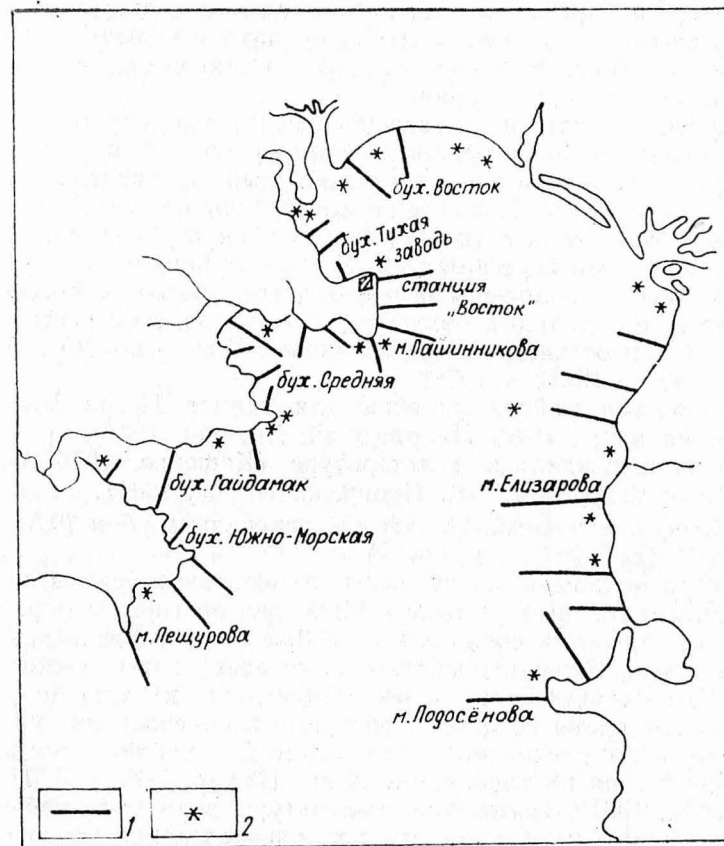 бух. Восток
бух. Тихая
заводь
станция
„Восток"
м. Пашинникова
бух. Средняя
м. Елизарова
бух. Гайдамак
бух. Южно-Морская
м. Пещурова
м. Подосёнова
1
2